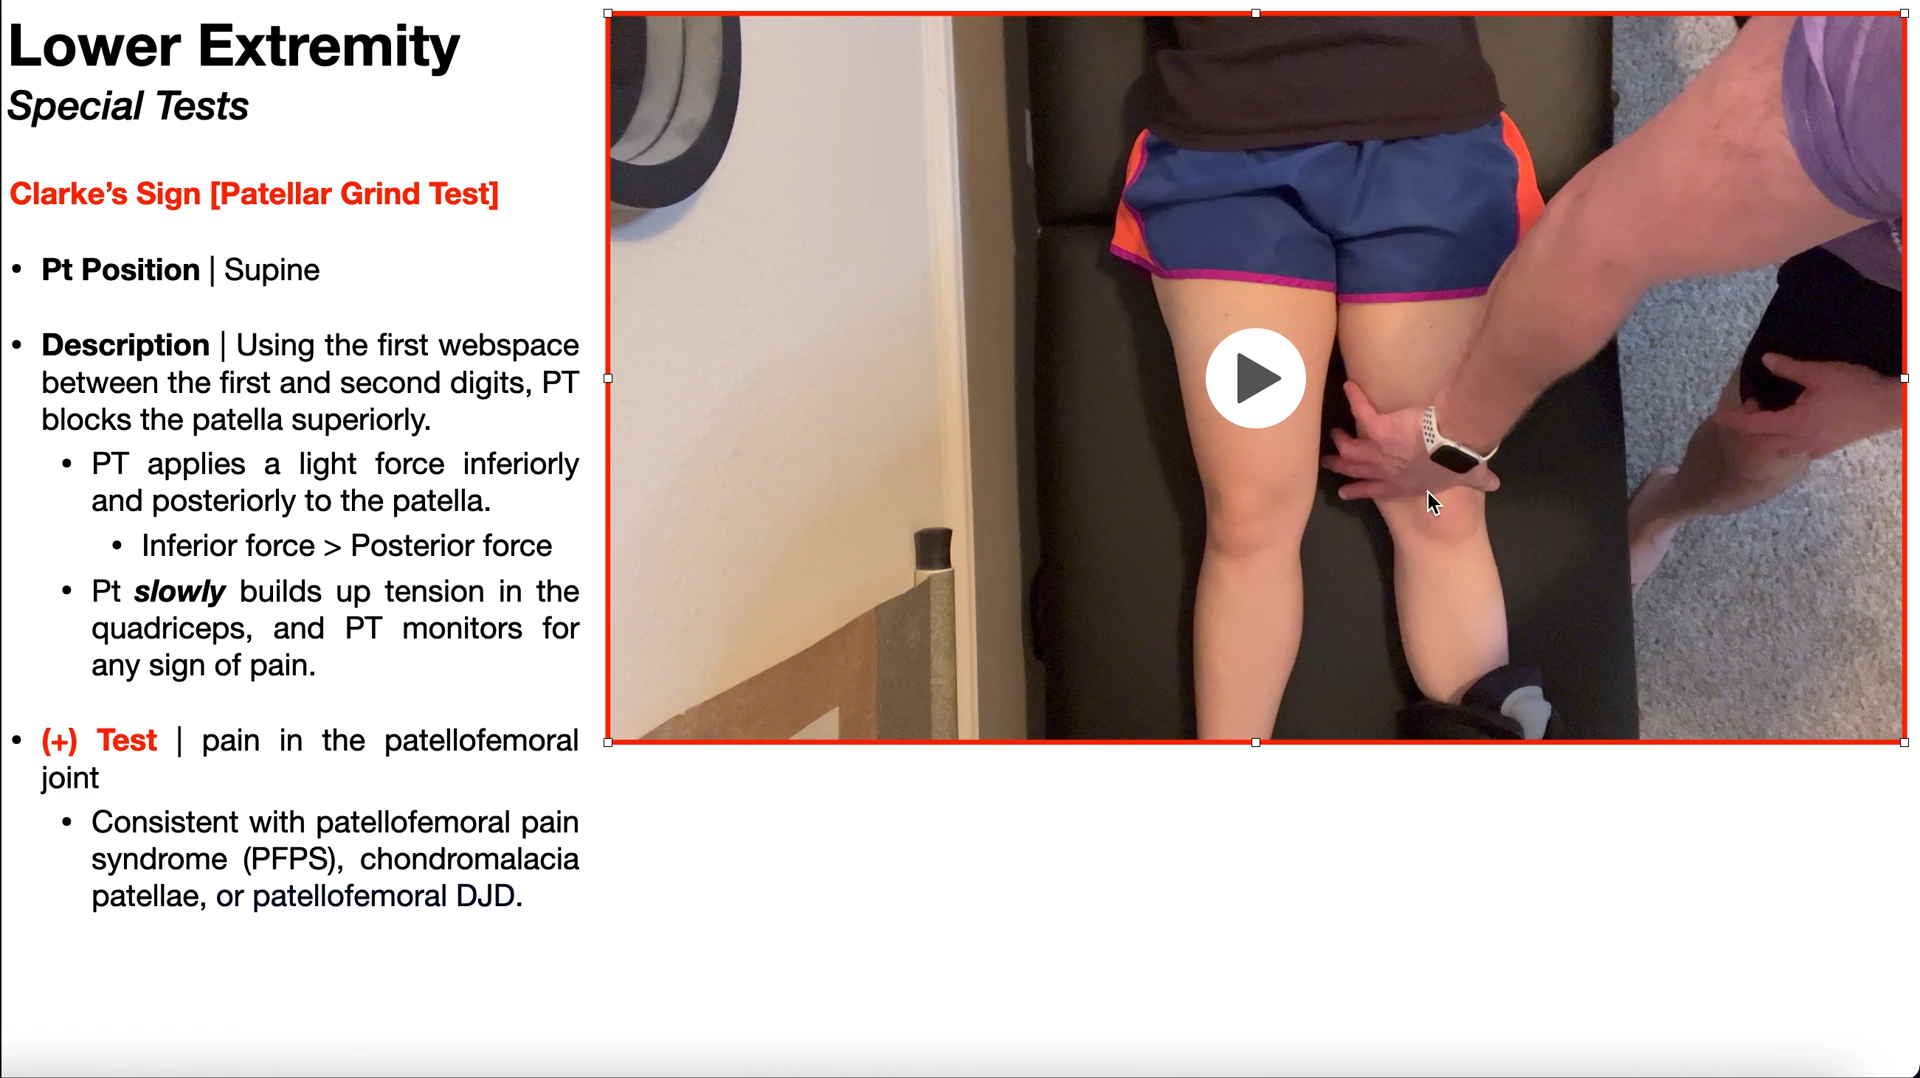 Lower Extremity
Special Tests
Clarke’s Sign [Patellar Grind Test]
• Pt Position | Supine
• Description | Using the first webspace
between the first and second digits, PT
blocks the patella superiorly.
• PT applies a light force inferiorly
and posteriorly to the patella.
• Inferior force > Posterior force
• Pt slowly builds up tension in the
quadriceps, and PT monitors for
any sign of pain.
• (+) Test | pain in the patellofemoral
joint
• Consistent with patellofemoral pain
syndrome (PFPS), chondromalacia
patellae, or patellofemoral DJD.